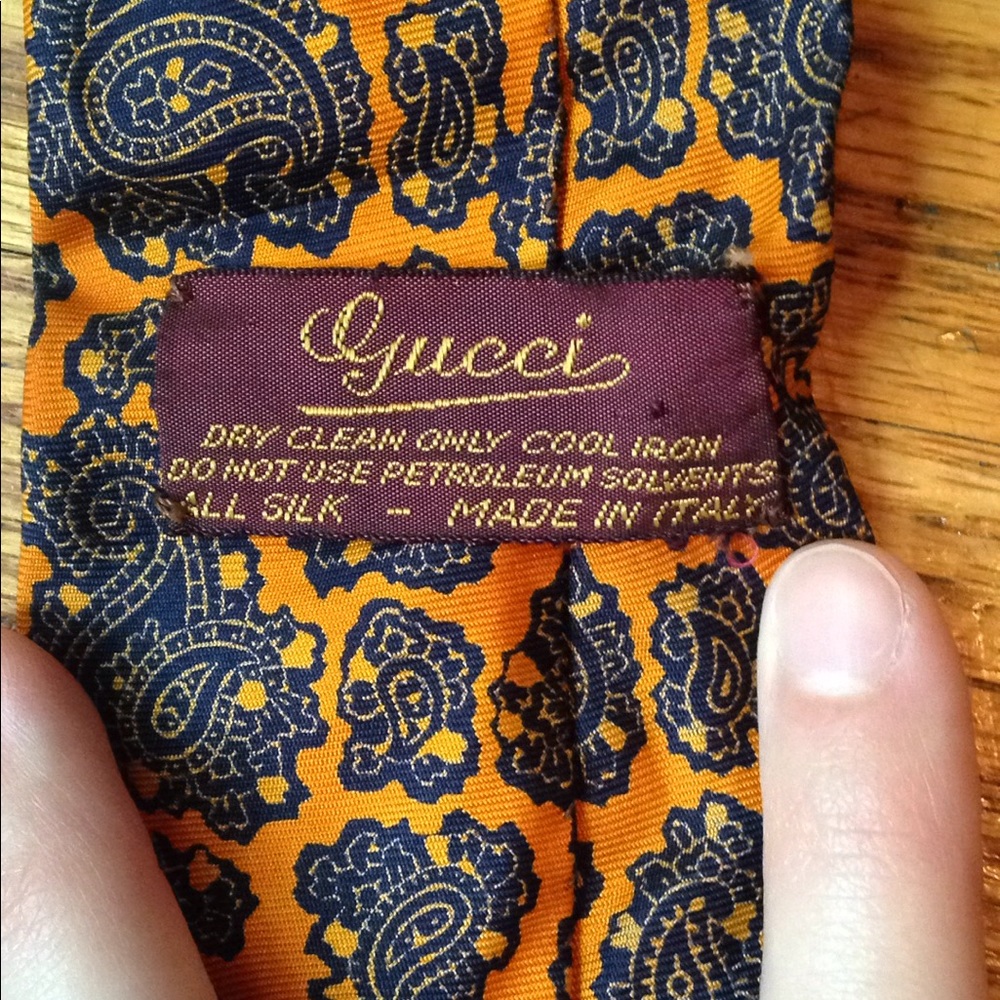 Gucci
DRY CLEAN ONLY COOL IRON
DO NOT USE PETROLEUM SOLVENTS
ALL SILK - MADE IN ITALY